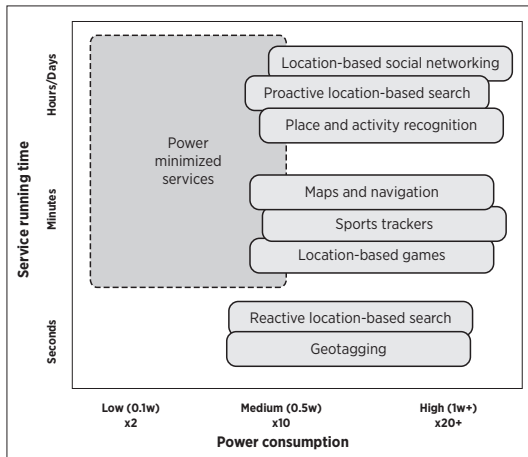 Service running time
Hours/Days
Minutes
Seconds
Power
minimized
services
Location-based social networking
Proactive location-based search
Place and activity recognition
Maps and navigation
Sports trackers
Location-based games
Reactive location-based search
Geotagging
Low (0.1w)
x2
Medium (0.5w)
x10
High (1w+)
x20+
Power consumption